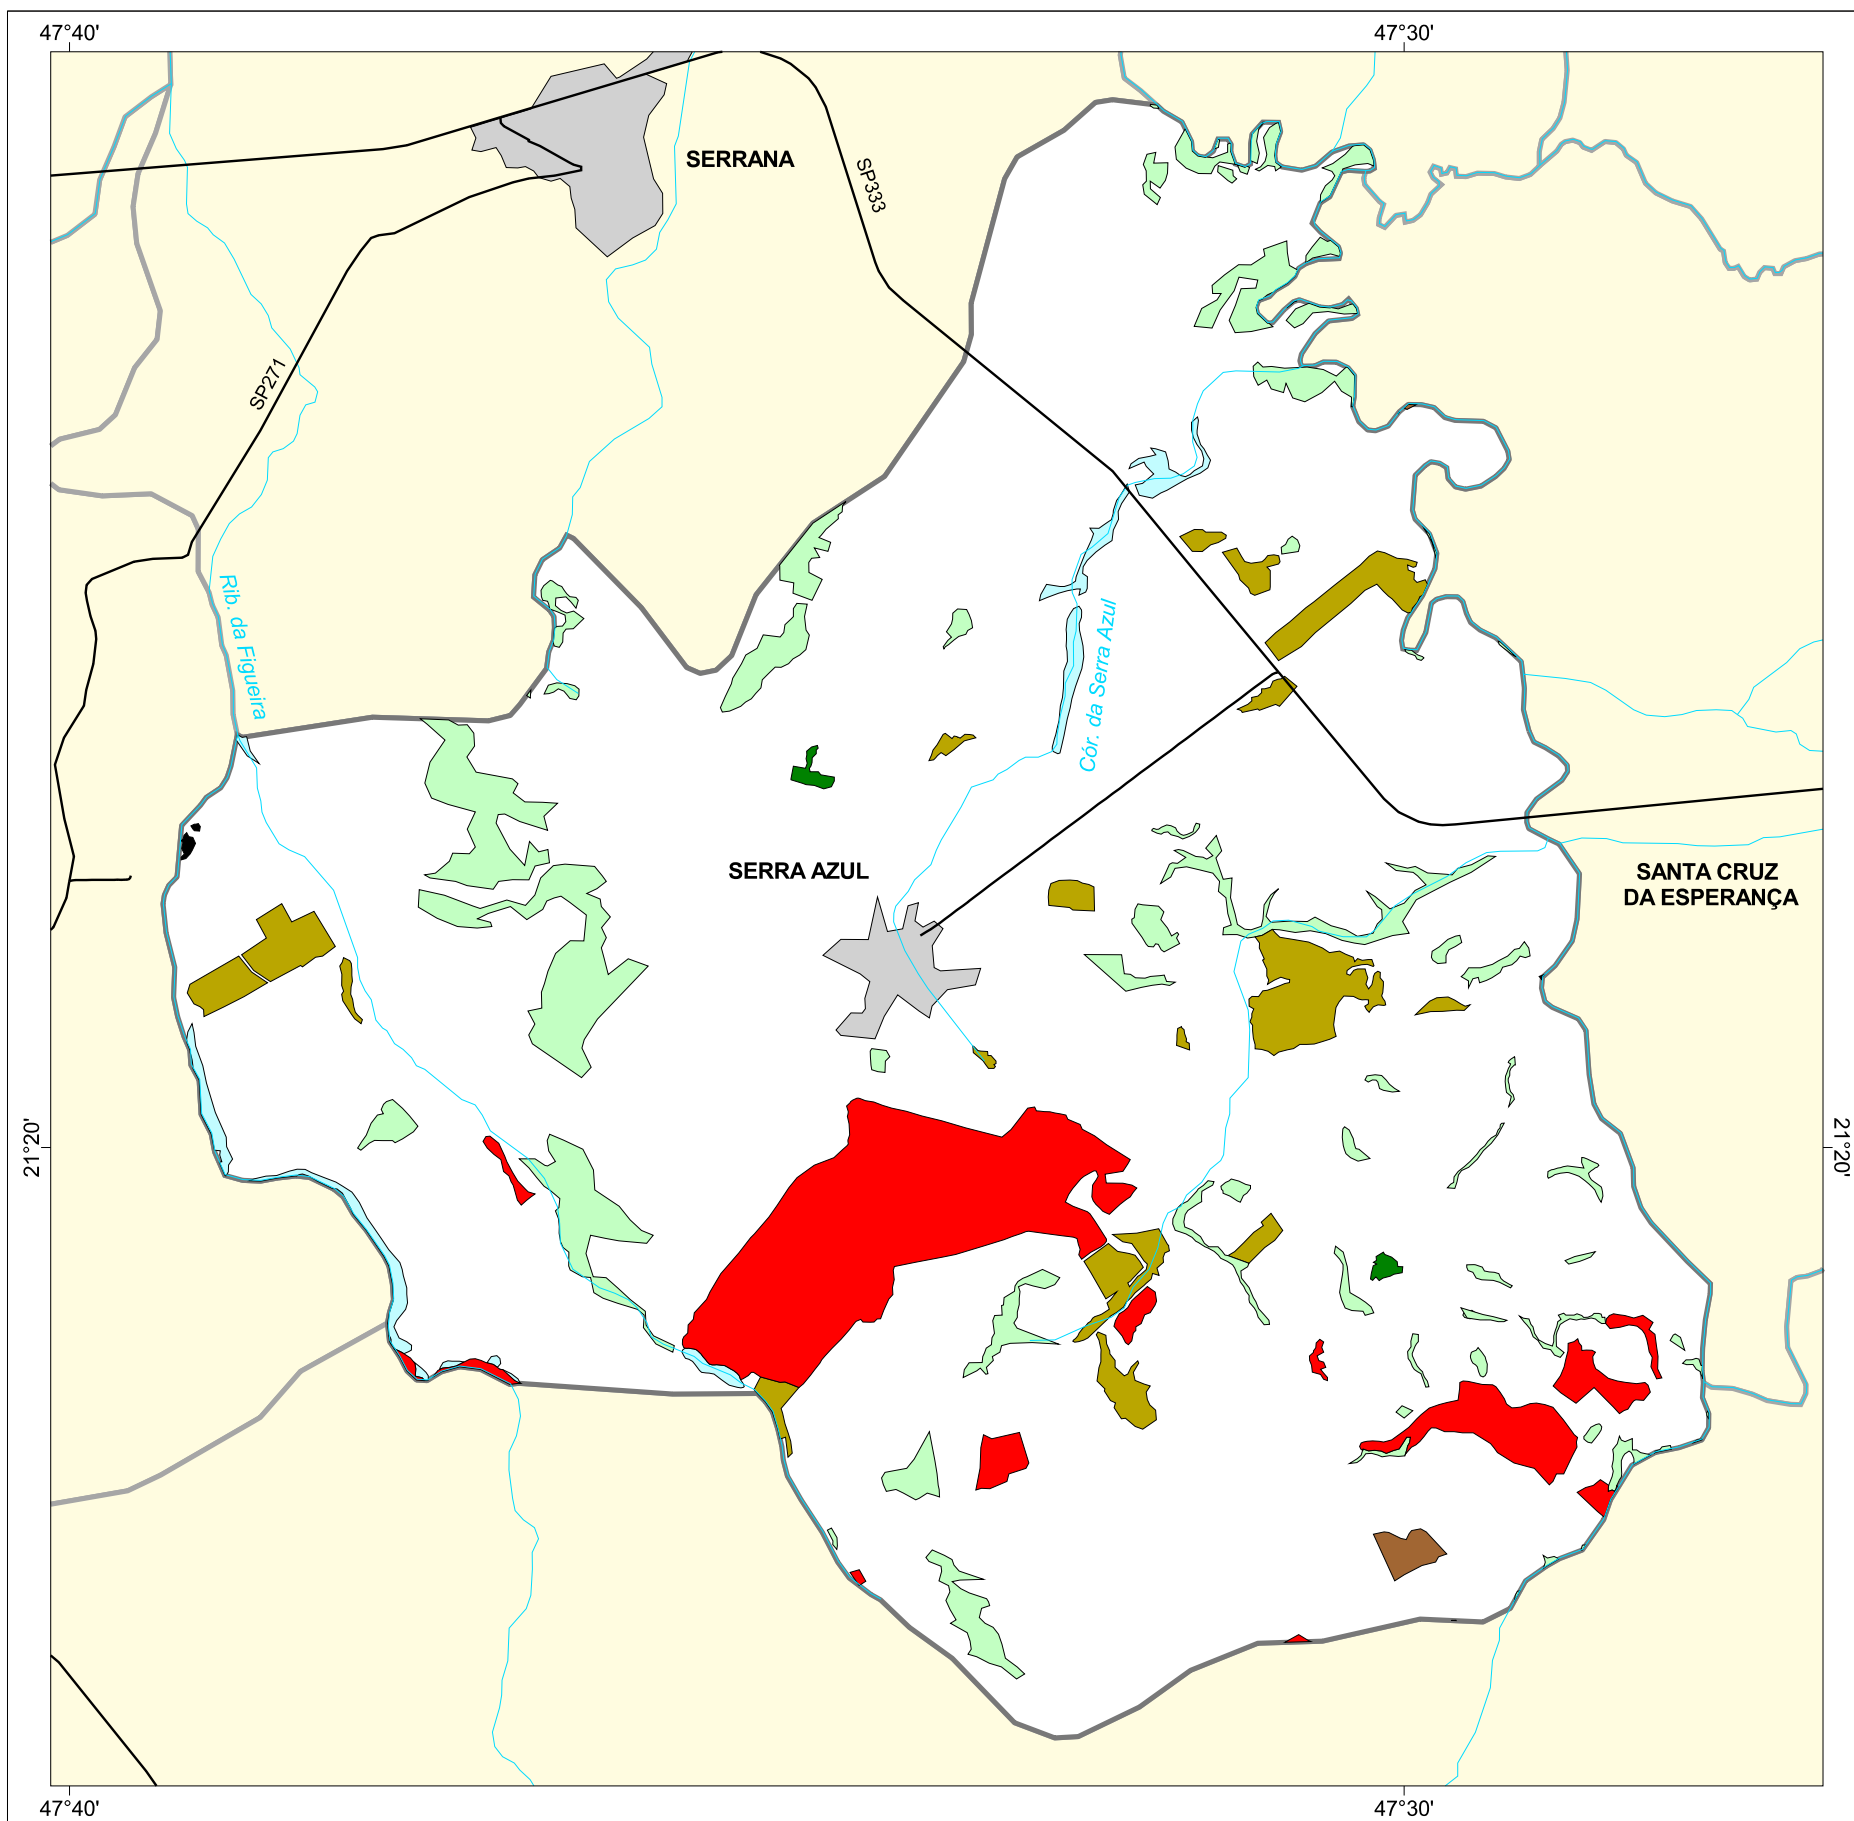 47°40'
47°30'
SERRANA
SP333
SP271
Rib. da Figueira
Cór. da Serra Azul
SERRA AZUL
SANTA CRUZ
DA ESPERANÇA
21°20'
21°20'
47°40'
47°30'